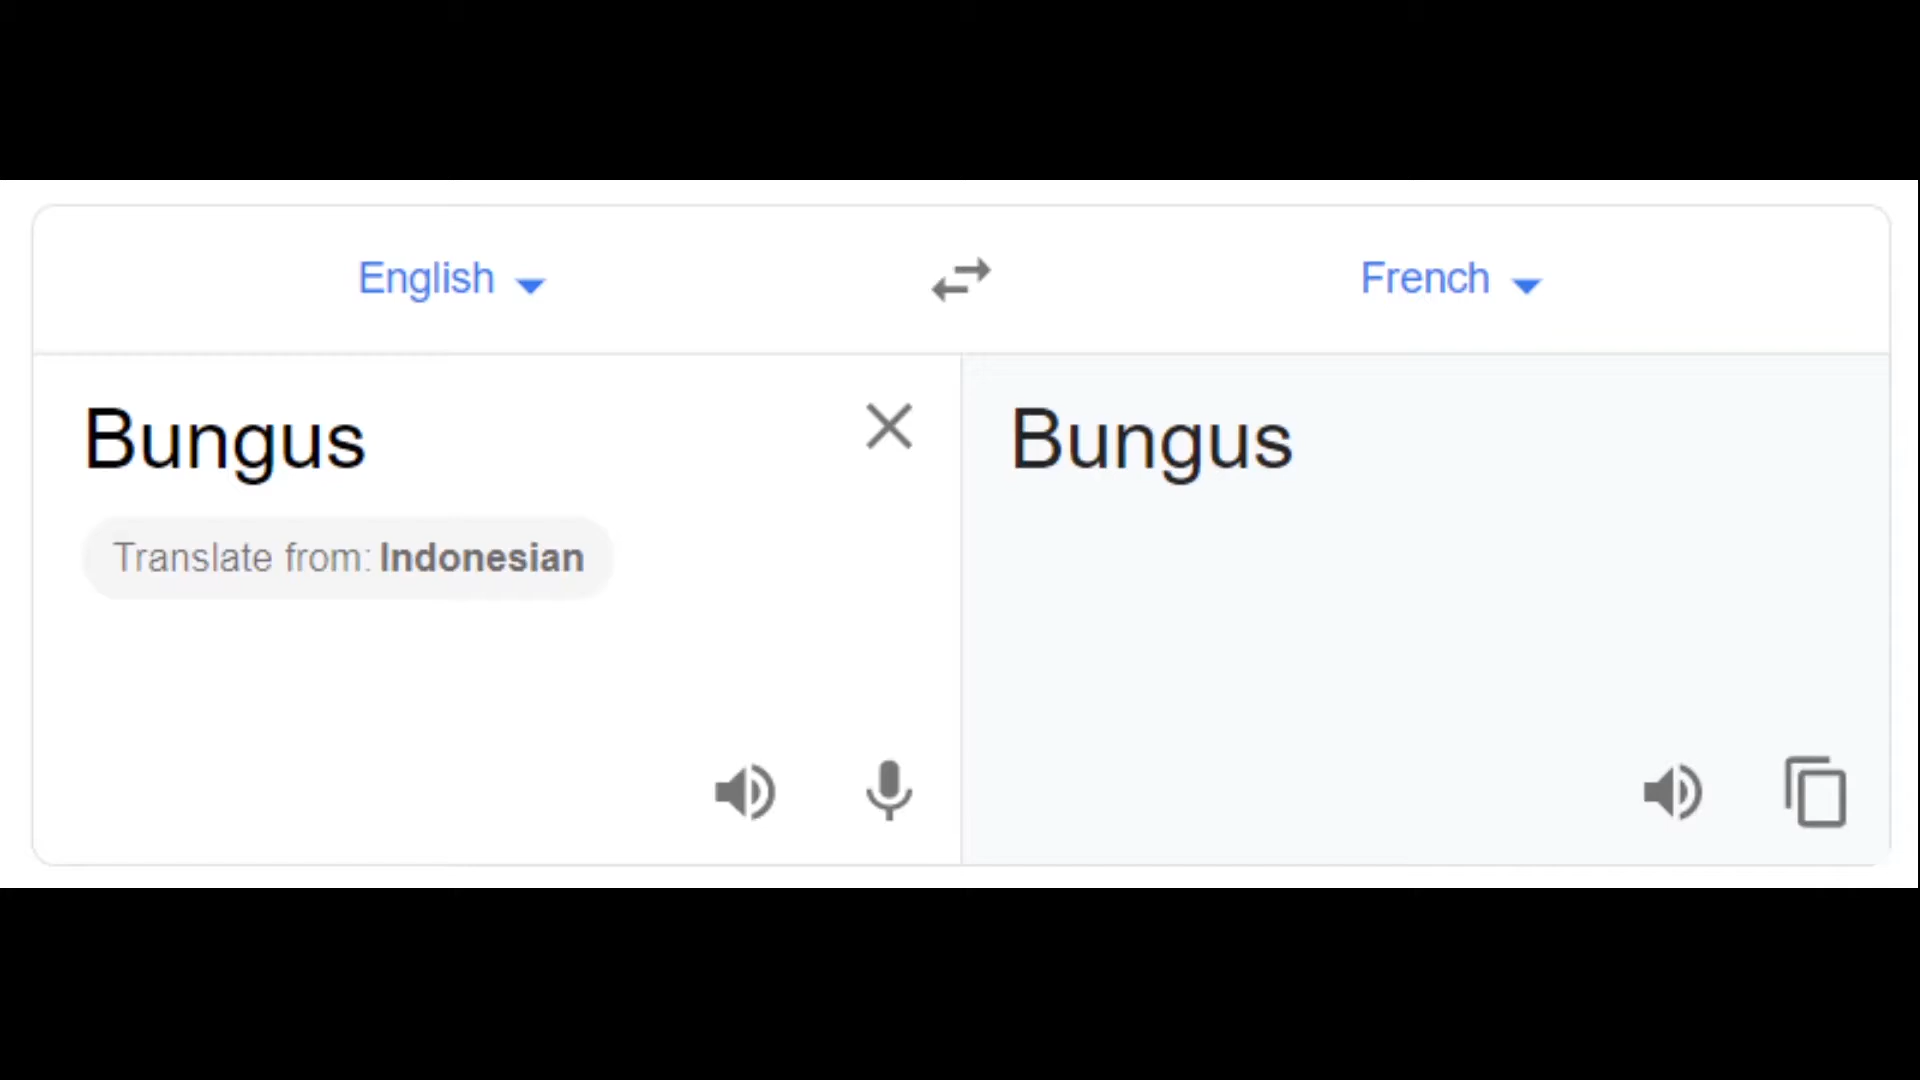 English
French
Bungus
Bungus
Translate from: Indonesian